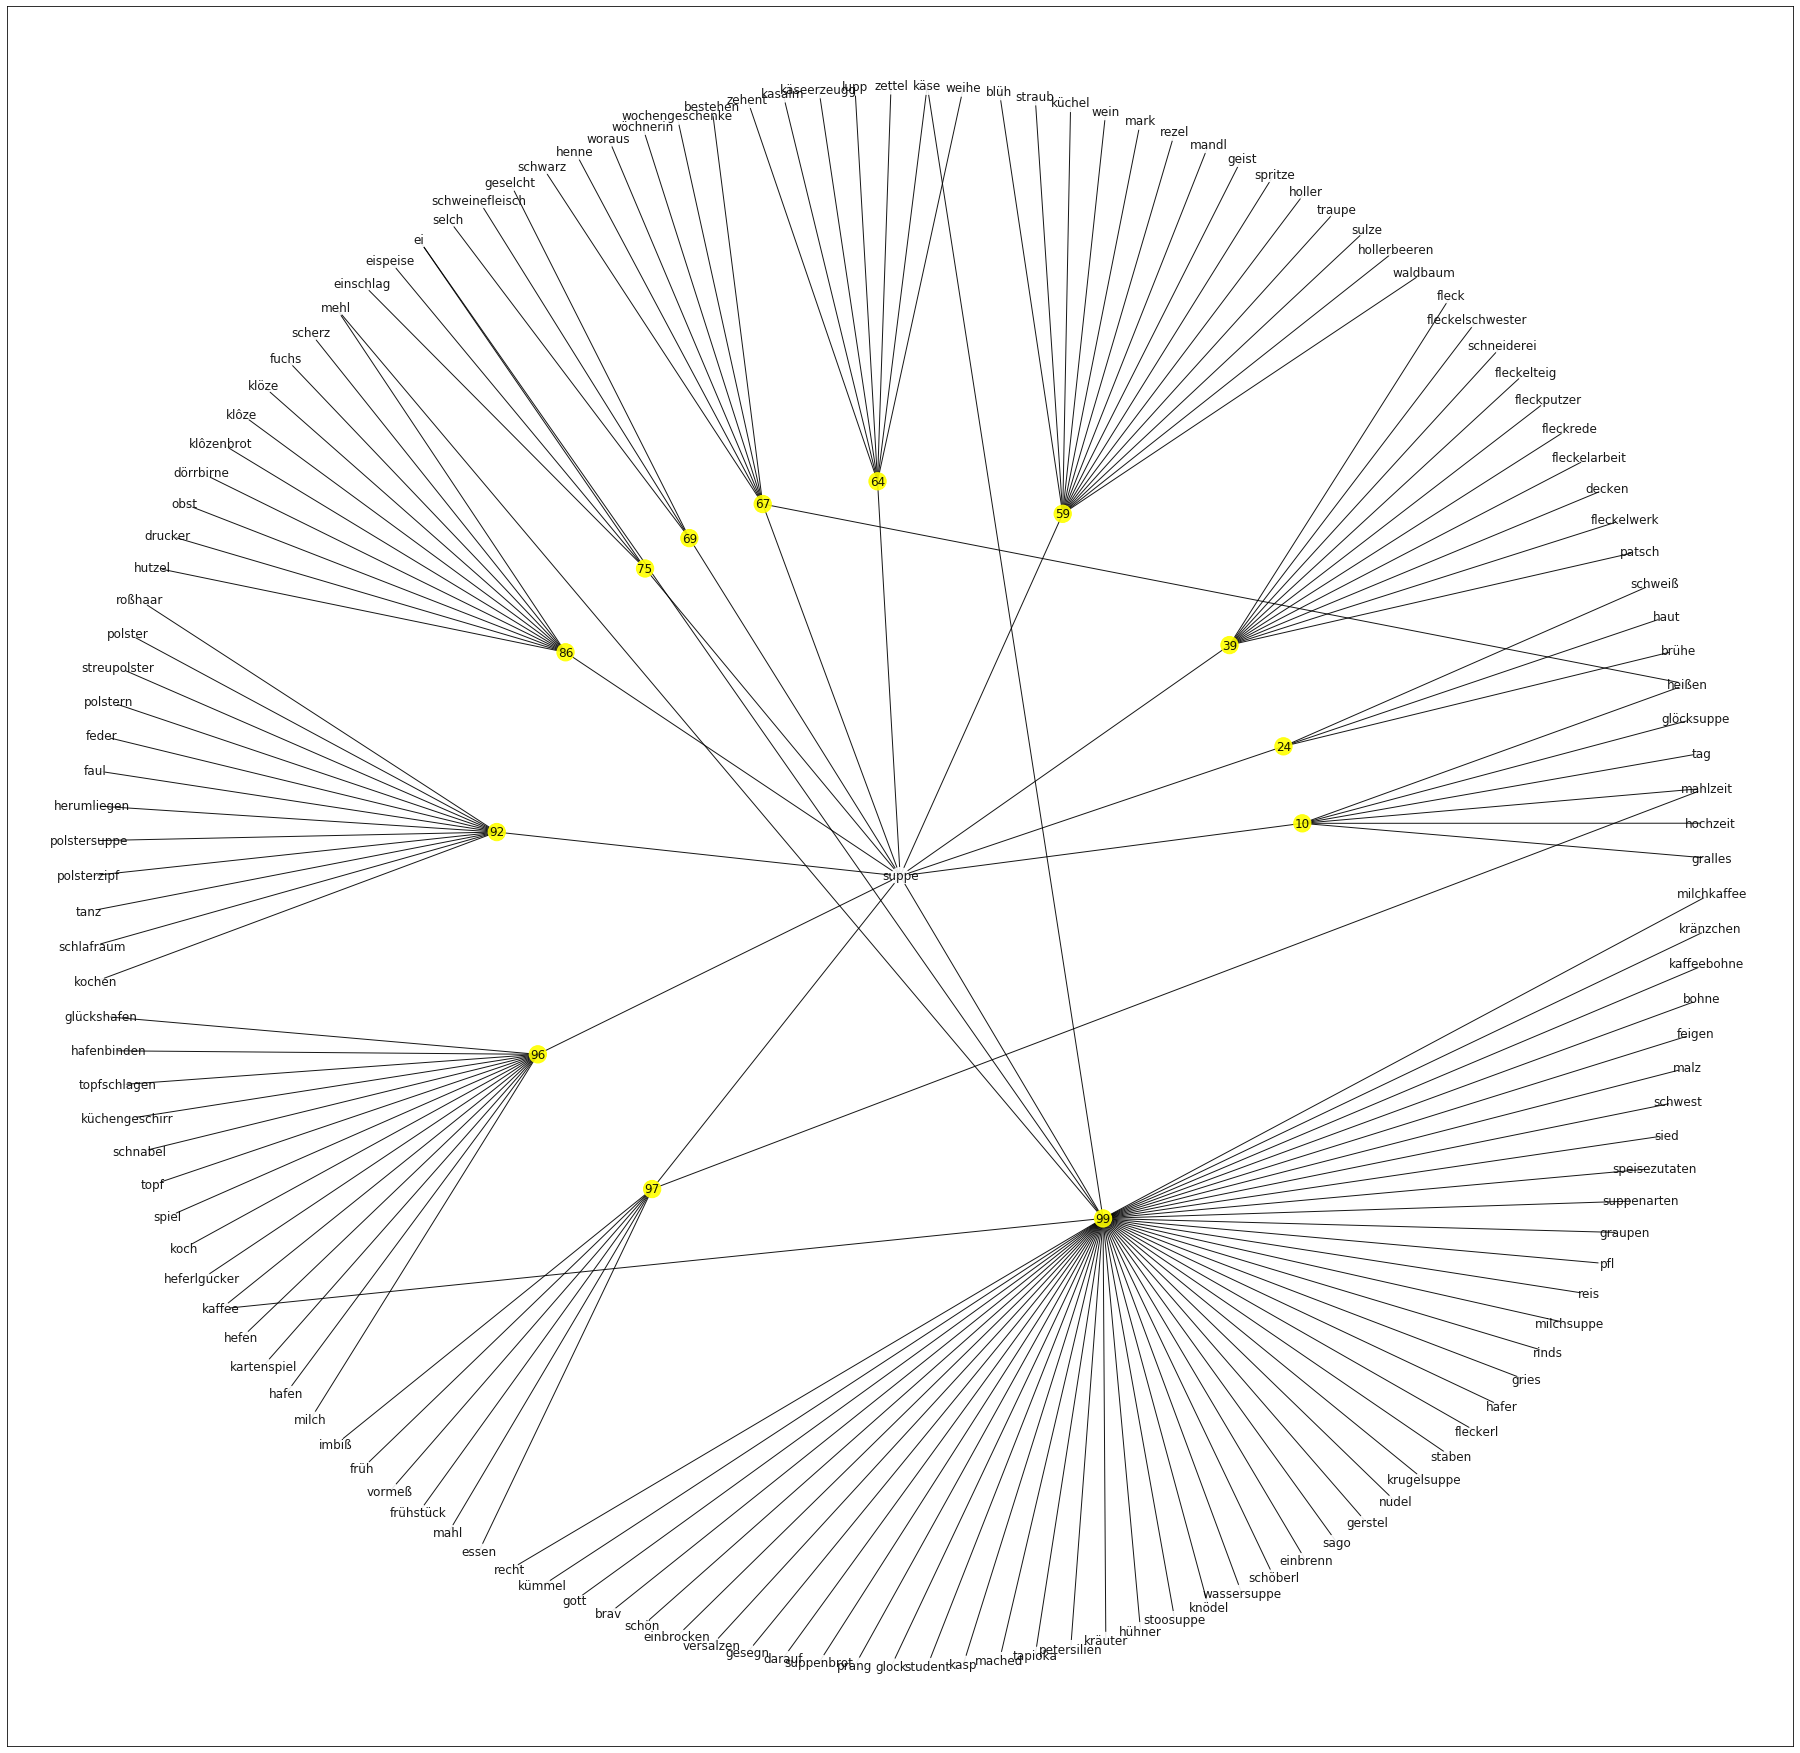 lupp
zettel
käse
weihe
käseerzeugg
kasalm
blüh
straub
zehent
küchel
bestehen
wein
wochengeschenke
mark
wöchnerin
rezel
woraus
mandl
henne
geist
schwarz
spritze
geselcht
holler
schweinefleisch
traupe
selch
sulze
ei
hollerbeeren
eispeise
waldbaum
einschlag
fleck
mehl
fleckelschwester
scherz
schneiderei
fuchs
fleckelteig
klöze
fleckputzer
klôze
fleckrede
klôzenbrot
fleckelarbeit
dörrbirne
64
decken
obst
67
59
fleckelwerk
drucker
69
patsch
hutzel
75
schweiß
roßhaar
haut
polster
39
brühe
86
streupolster
heißen
polstern
glöcksuppe
feder
24
tag
faul
mahlzeit
herumliegen
10
hochzeit
polstersuppe
92
gralles
polsterzipf
suppe
milchkaffee
tanz
kränzchen
schlafraum
kaffeebohne
kochen
bohne
glückshafen
feigen
hafenbinden
96
malz
topfschlagen
schwest
küchengeschirr
sied
schnabel
speisezutaten
topf
97
suppenarten
spiel
99
graupen
koch
pfl
heferlgucker
reis
kaffee
milchsuppe
hefen
rinds
kartenspiel
gries
hafen
hafer
milch
fleckerl
imbiß
staben
früh
krugelsuppe
vormeß
nudel
frühstück
gerstel
mahl
sago
essen
einbrenn
recht
schöberl
kümmel
wassersuppe
gott
knödel
brav
stoosuppe
schön
hühner
einbrocken
kräuter
versalzen
petersilien
gesegn
tapioka
darauf
mached
suppenbrot
kasp
prang
student
glock